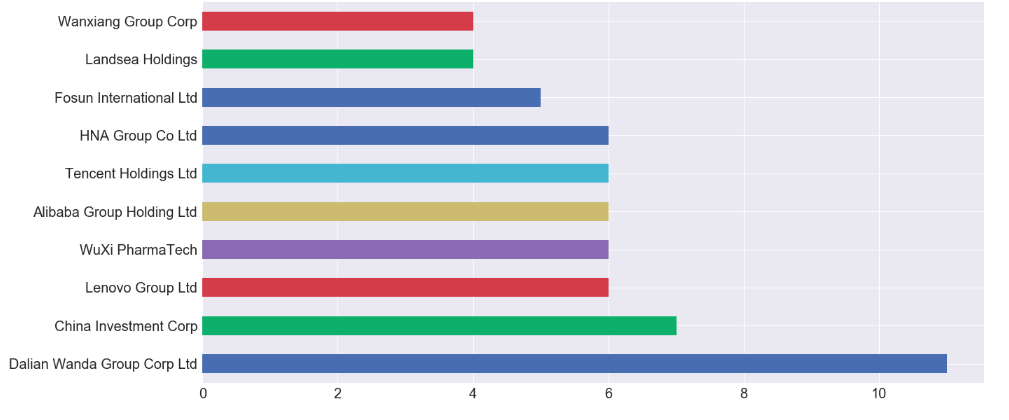 Wanxiang Group Corp
Landsea Holdings
Fosun International Ltd
HNA Group Co Ltd
Tencent Holdings Ltd
Alibaba Group Holding Ltd
WuXi PharmaTech
Lenovo Group Ltd
China Investment Corp
Dalian Wanda Group Corp Ltd
0 2 4 6 8 10